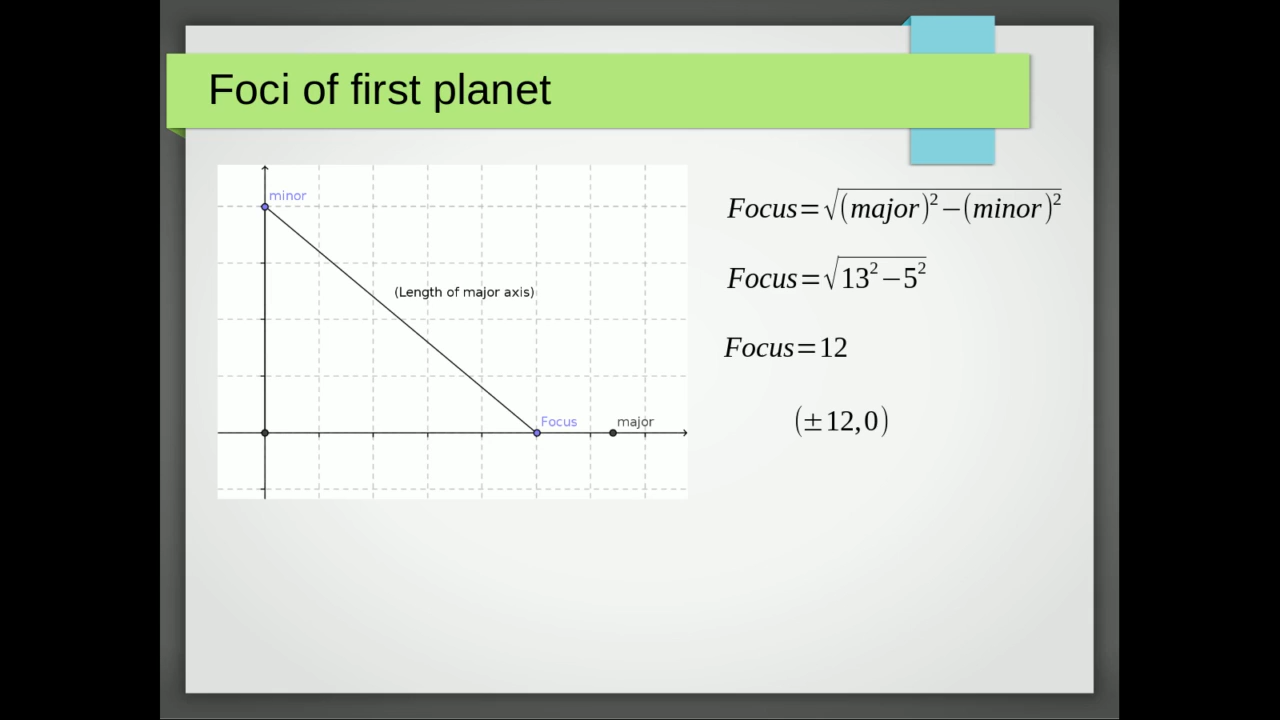 Foci of first planet
minor
(Length of major axis)
Focus
major
Focus=√(major)²−(minor)²
Focus=√13²−5²
Focus=12
(±12,0)